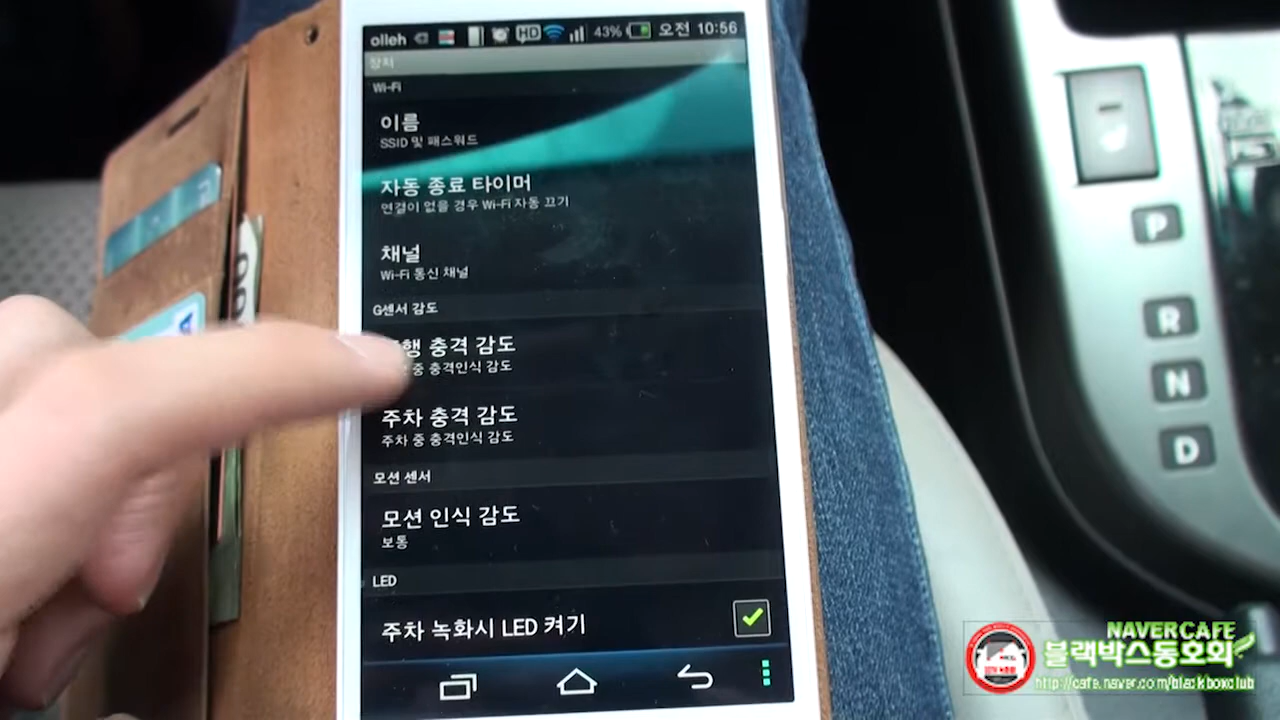 olleh HD 43% 오전 10:56
장치
Wi-Fi
이름
SSID 및 패스워드
자동 종료 타이머
연결이 없을 경우 Wi-Fi 자동 끄기
채널
Wi-Fi 통신 채널
G센서 감도
충격 감도
중 충격인식 감도
주차 충격 감도
주차 중 충격인식 감도
모션 센서
모션 인식 감도
보통
LED
주차 녹화시 LED 켜기
P
R
N
D
NAVER CAFE
블랙박스동호회
http://cafe.naver.com/blackboxclub